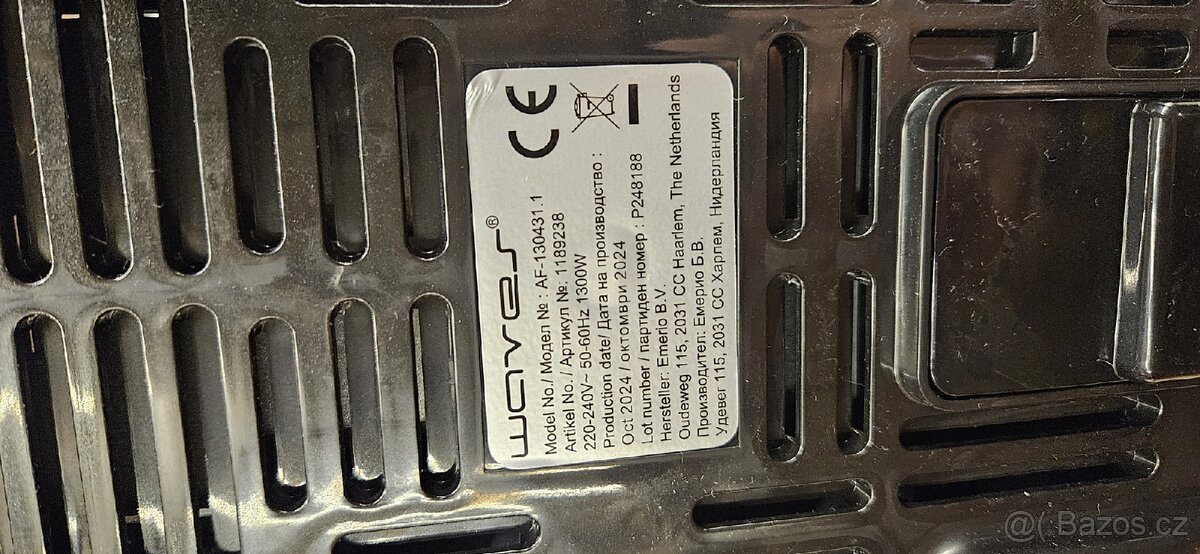 waves®
CE
Model No./ Модел № : AF-130431.1
Artikel No. / Артикул №: 1189238
220-240V~ 50-60Hz 1300W
Production date/ Дата на производство :
Oct 2024 / октомври 2024
Lot number / партиден номер : P248188
Hersteller: Emerio B.V.
Oudeweg 115, 2031 CC Haarlem, The Netherlands
Производител: Емерио Б.В.
Удевег 115, 2031 СС Харлем, Нидерландия
@( Bazos.cz